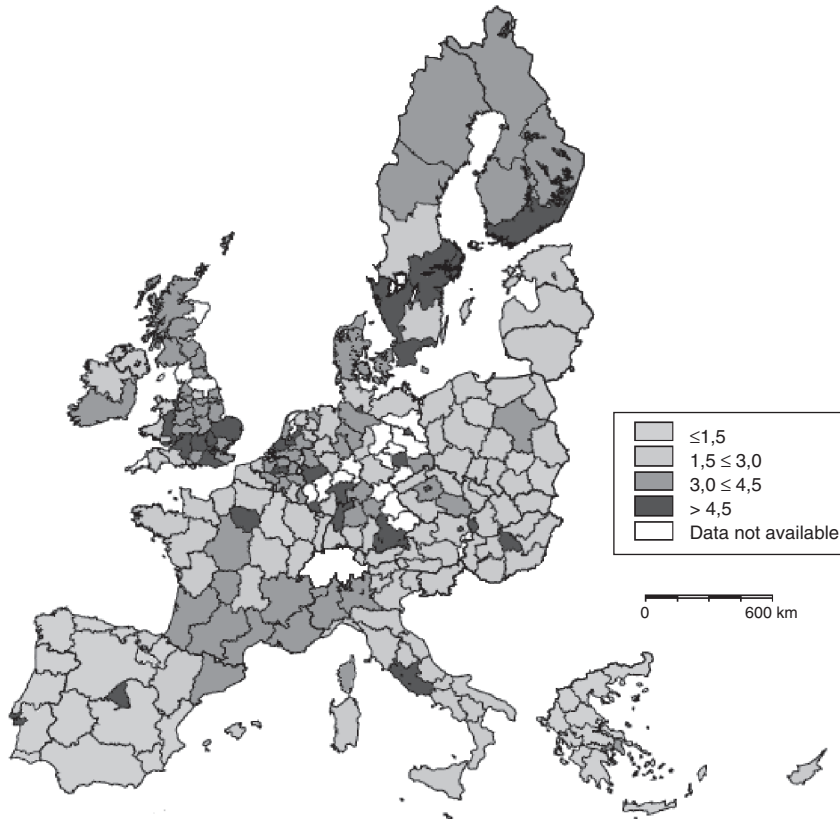 ≤1,5
1,5 ≤ 3,0
3,0 ≤ 4,5
> 4,5
Data not available
0 600 km